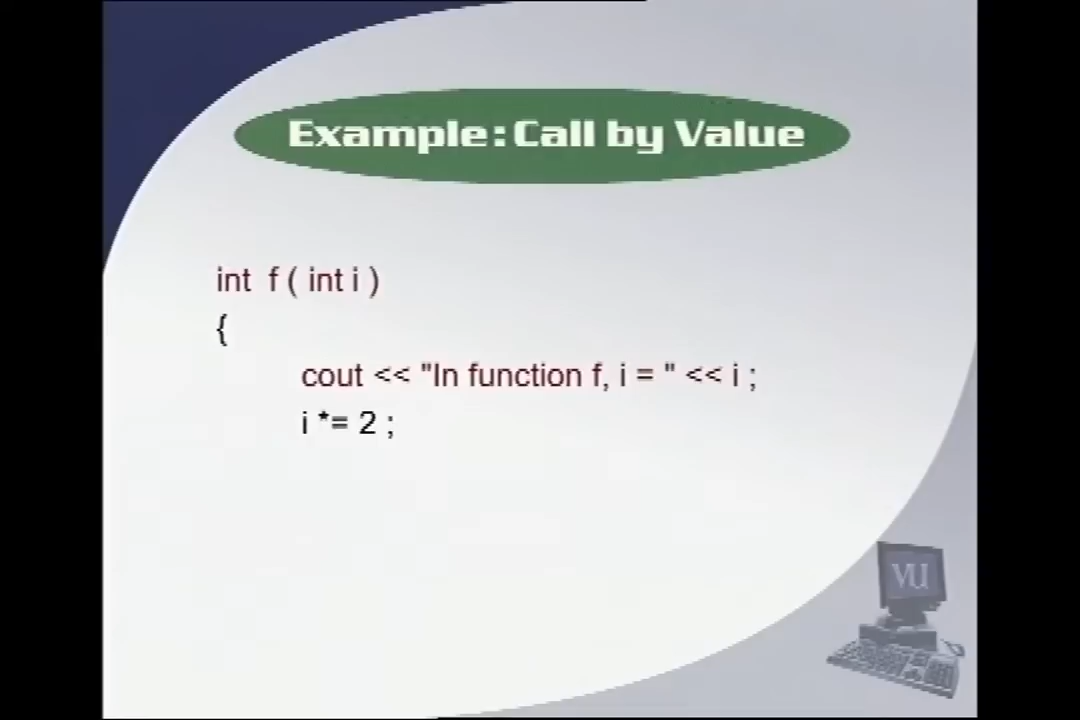 Example: Call by Value
int f ( int i )
{
cout << "In function f, i = " << i ;
i *= 2 ;
VU